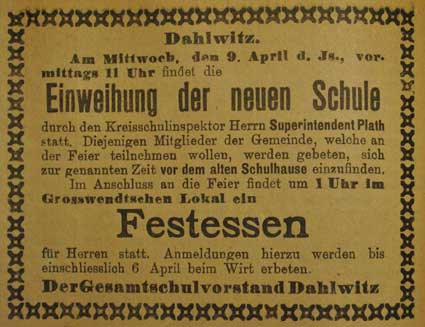 Dahlwitz.
Am Mittwoch, den 9. April d. Js., vor-
mittags 11 Uhr findet die
Einweihung der neuen Schule
durch den Kreisschulinspektor Herrn Superintendent Plath
statt. Diejenigen Mitglieder der Gemeinde, welche an
der Feier teilnehmen wollen, werden gebeten, sich
zur genannten Zeit vor dem alten Schulhause einzufinden.
Im Anschluss an die Feier findet um 1 Uhr im
Grosswendtschen Lokal ein
Festessen
für Herren statt. Anmeldungen hierzu werden bis
einschliesslich 6 April beim Wirt erbeten.
Der Gesamtschulvorstand Dahlwitz